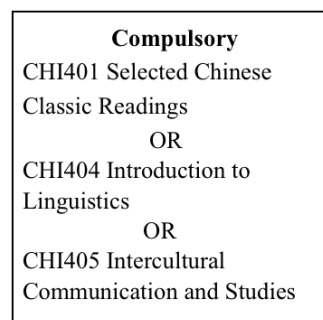 Compulsory
CHI401 Selected Chinese
Classic Readings
OR
CHI404 Introduction to
Linguistics
OR
CHI405 Intercultural
Communication and Studies